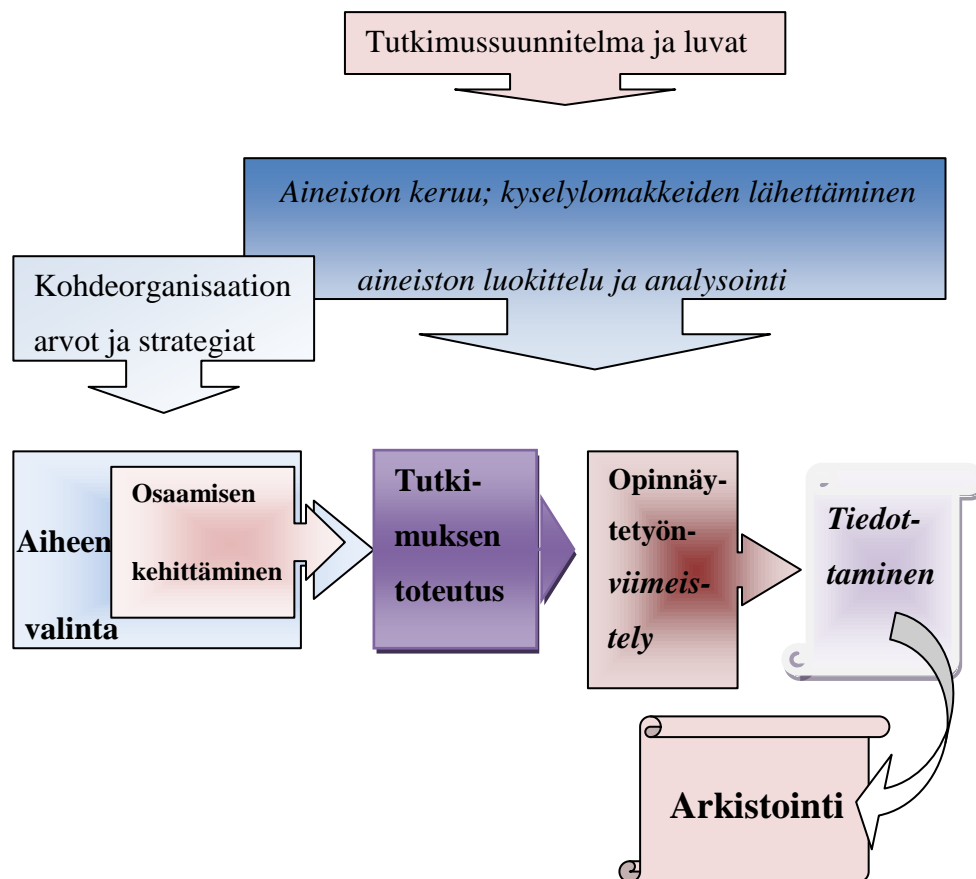 Tutkimussuunnitelma ja luvat
Aineiston keruu; kyselylomakkeiden lähettäminen
aineiston luokittelu ja analysointi
Kohdeorganisaation
arvot ja strategiat
Aiheen
valinta
Osaamisen
kehittäminen
Tutki-
muksen
toteutus
Opinnäy-
tetyön-
viimeis-
tely
Tiedot-
taminen
Arkistointi